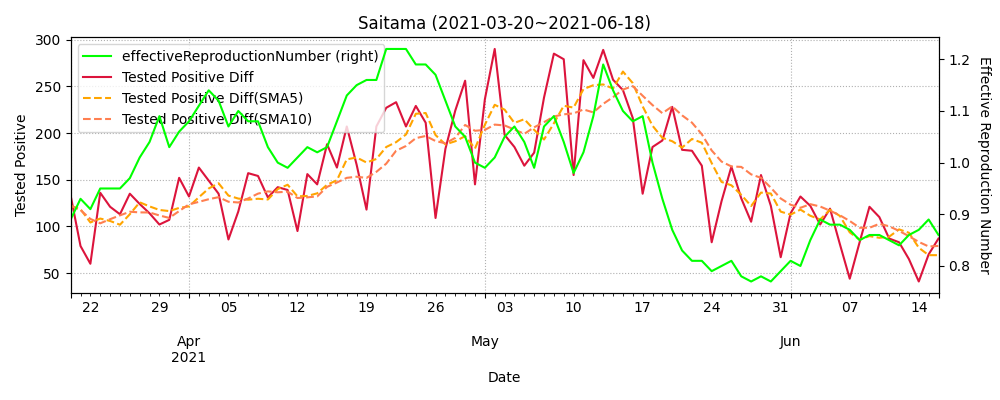 Saitama (2021-03-20~2021-06-18)
effectiveReproductionNumber (right)
Tested Positive Diff
Tested Positive Diff(SMA5)
Tested Positive Diff(SMA10)
Tested Positive
300
250
200
150
100
50
1.2
1.1
1.0
0.9
0.8
Effective Reproduction Number
22 29 05 12 19 26 03 10 17 24 31 07 14
Apr May Jun
2021
Date